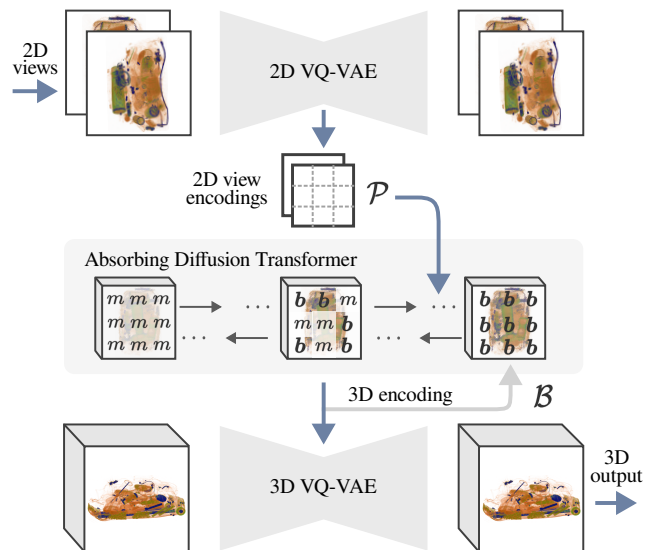 2D
views
2D VQ-VAE
2D view
encodings
𝒫
Absorbing Diffusion Transformer
m m m
m m m
m m m
· · ·
· · ·
b b m
m m b
b m b
· · ·
· · ·
b b b
b b b
b b b
3D encoding
ℬ
3D VQ-VAE
3D
output